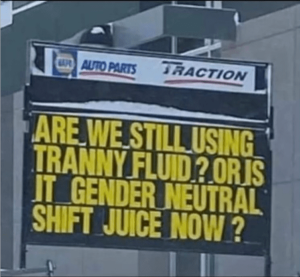 NAPA AUTO PARTS TRACTION
ARE WE STILL USING
TRANNY FLUID? OR IS
IT GENDER NEUTRAL
SHIFT JUICE NOW?